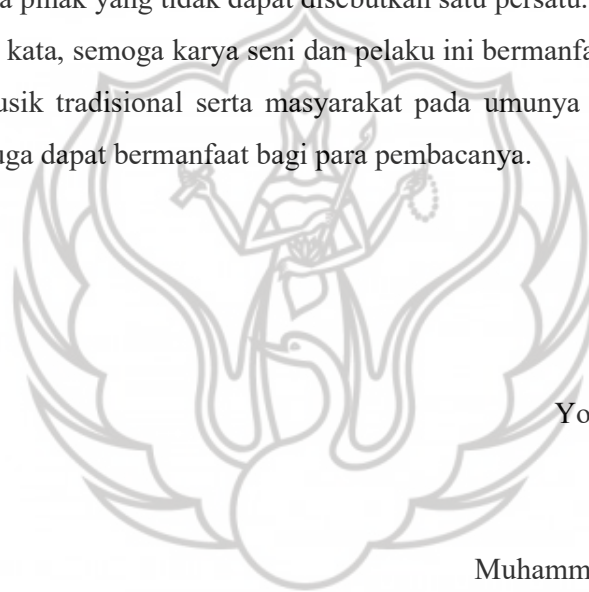 pihak yang tidak dapat disebutkan satu persatu.
kata, semoga karya seni dan pelaku ini bermanfa
usik tradisional serta masyarakat pada umunya
uga dapat bermanfaat bagi para pembacanya.
Yo
Muhamm